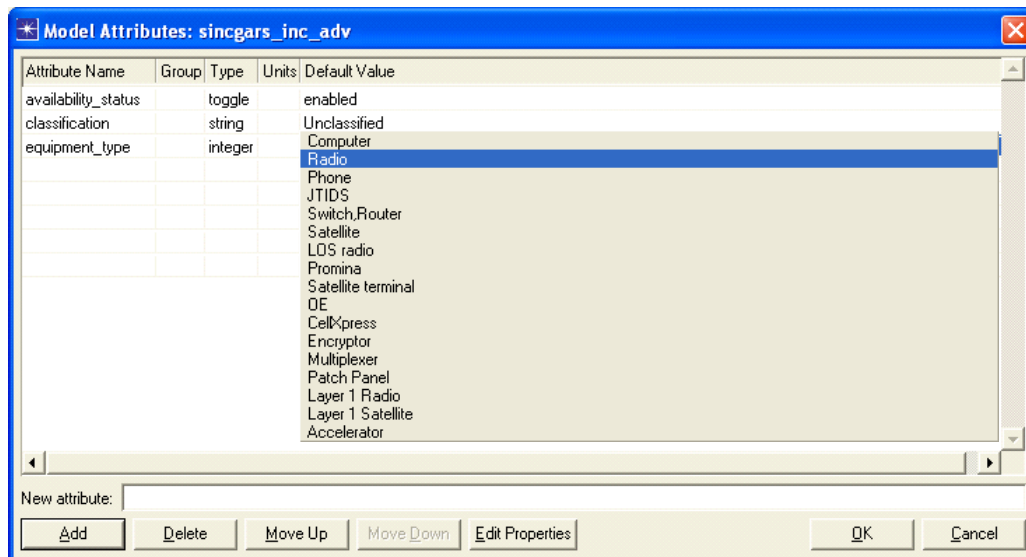 Model Attributes: sincgars_inc_adv
Attribute Name Group Type Units Default Value
availability_status toggle enabled
classification string Unclassified
equipment_type integer
Computer
Radio
Phone
JTIDS
Switch,Router
Satellite
LOS radio
Promina
Satellite terminal
OE
CellXpress
Encryptor
Multiplexer
Patch Panel
Layer 1 Radio
Layer 1 Satellite
Accelerator
New attribute:
Add Delete Move Up Move Down Edit Properties OK Cancel